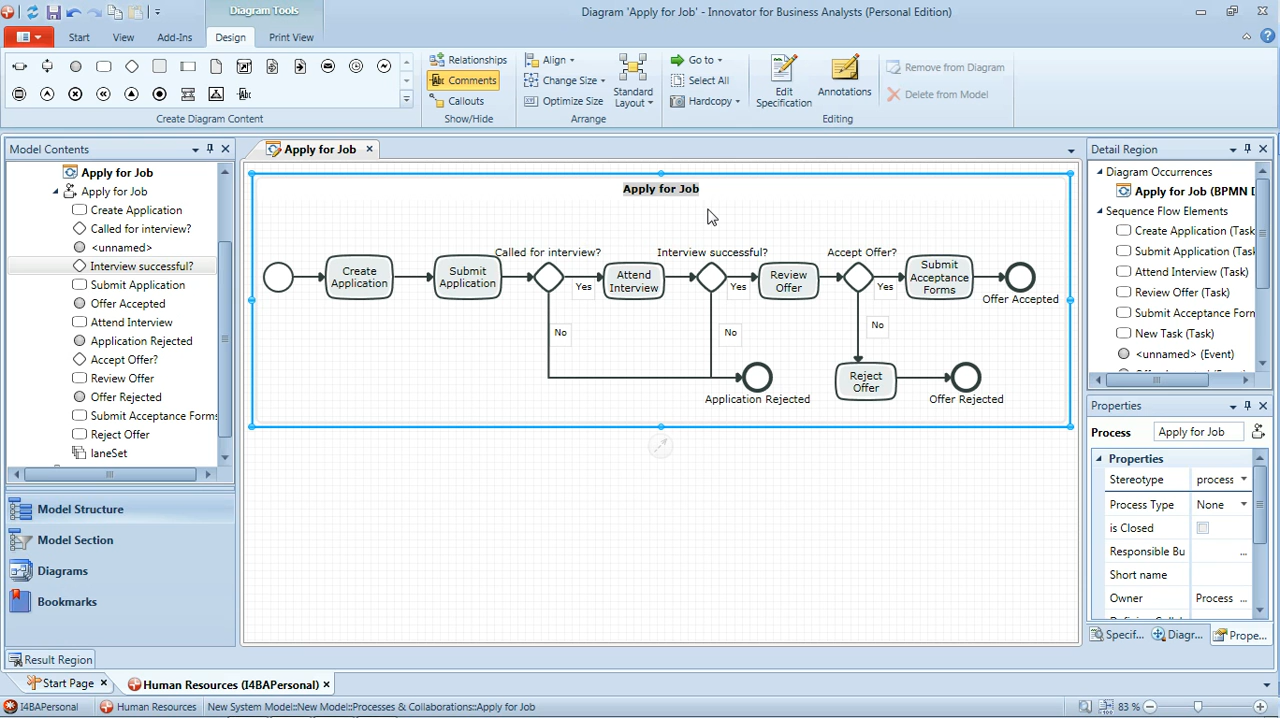 Diagram Tools
Diagram 'Apply for Job' - Innovator for Business Analysts (Personal Edition)
Start
View
Add-Ins
Design
Print View
Create Diagram Content
Relationships
Abc Comments
Callouts
Show/Hide
Align
Change Size
Optimize Size
Standard
Layout
Arrange
Go to
Select All
Hardcopy
Edit
Specification
Annotations
Remove from Diagram
Delete from Model
Editing
Model Contents
Apply for Job
Apply for Job
Create Application
Called for interview?
<unnamed>
Interview successful?
Submit Application
Offer Accepted
Attend Interview
Application Rejected
Accept Offer?
Review Offer
Offer Rejected
Submit Acceptance Forms
Reject Offer
laneSet
Model Structure
Model Section
Diagrams
Bookmarks
Apply for Job
Apply for Job
Called for interview?
Interview successful?
Accept Offer?
Create
Application
Submit
Application
Yes
Attend
Interview
Yes
Review
Offer
Yes
Submit
Acceptance
Forms
Offer Accepted
No
No
No
Application Rejected
Reject
Offer
Offer Rejected
Detail Region
Diagram Occurrences
Apply for Job (BPMN D
Sequence Flow Elements
Create Application (Task
Submit Application (Task
Attend Interview (Task)
Review Offer (Task)
Submit Acceptance Form
New Task (Task)
<unnamed> (Event)
Properties
Process
Apply for Job
Properties
Stereotype
process
Process Type
None
is Closed
Responsible Bu
...
Short name
Owner
Process ...
Specif...
Diagr...
Prope...
Result Region
Start Page
Human Resources (I4BAPersonal)
I4BAPersonal
Human Resources
New System Model::New Model::Processes & Collaborations::Apply for Job
83 %